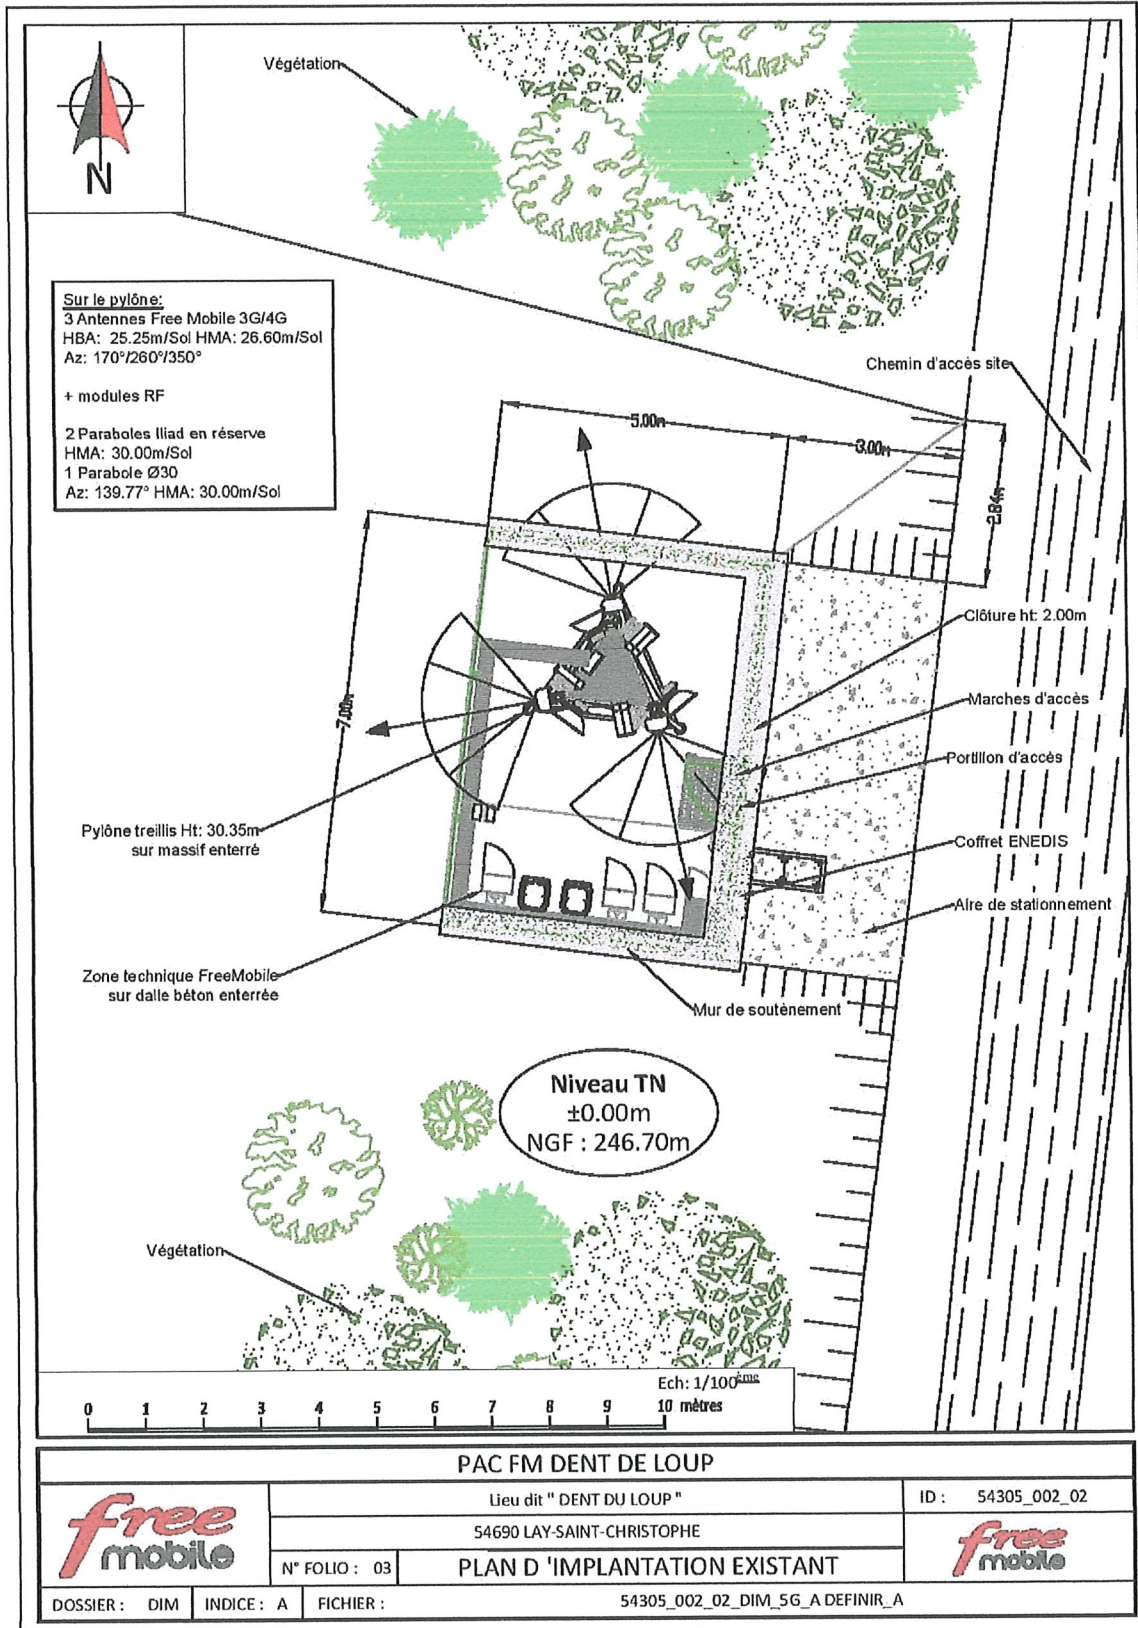 Végétation
N
Sur le pylône:
3 Antennes Free Mobile 3G/4G
HBA: 25.25m/Sol HMA: 26.60m/Sol
Az: 170°/260°/350°
+ modules RF
2 Paraboles Iliad en réserve
HMA: 30.00m/Sol
1 Parabole Ø30
Az: 139.77° HMA: 30.00m/Sol
Chemin d'accès site
5.00m
3.00m
2.84m
7.00m
Clôture ht: 2.00m
Marches d'accès
Portillon d'accès
Coffret ENEDIS
Aire de stationnement
Pylône treillis Ht: 30.35m
sur massif enterré
Zone technique FreeMobile
sur dalle béton enterrée
Mur de soutènement
Niveau TN
±0.00m
NGF : 246.70m
Végétation
Ech: 1/100ème
0 1 2 3 4 5 6 7 8 9 10 mètres
PAC FM DENT DE LOUP
free
mobile
Lieu dit " DENT DU LOUP "
ID : 54305_002_02
54690 LAY-SAINT-CHRISTOPHE
free
mobile
N° FOLIO : 03
PLAN D 'IMPLANTATION EXISTANT
DOSSIER : DIM
INDICE : A
FICHIER : 54305_002_02_DIM_5G_A DEFINIR_A